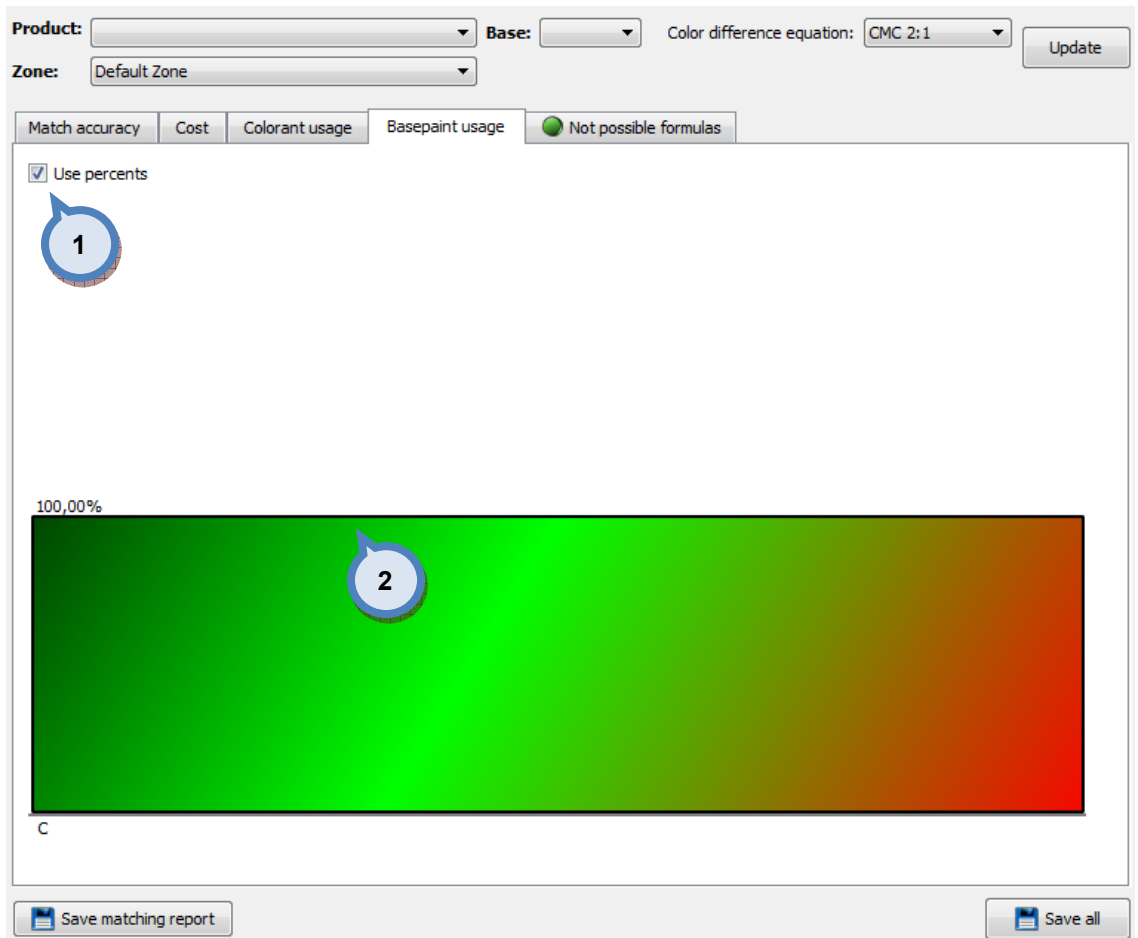 Product: Base: Color difference equation: CMC 2:1 Update
Zone: Default Zone
Match accuracy Cost Colorant usage Basepaint usage Not possible formulas
Use percents
1
100,00%
2
C
Save matching report Save all